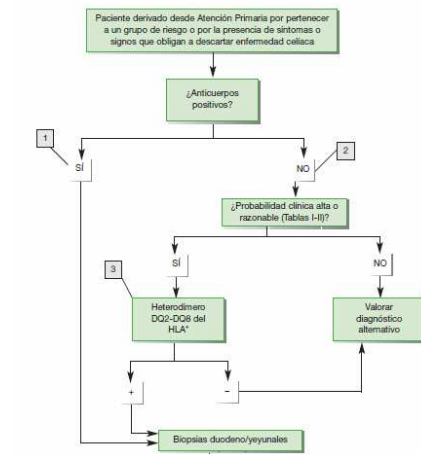 Paciente derivado desde Atención Primaria por pertenecer
a un grupo de riesgo o por la presencia de síntomas o
signos que obligan a descartar enfermedad celíaca
¿Anticuerpos
positivos?
1
SÍ
2
NO
¿Probabilidad clínica alta o
razonable (Tablas I-II)?
3
SÍ
NO
Heterodímero
DQ2-DQ8 del
HLA*
Valorar
diagnóstico
alternativo
+
–
Biopsias duodeno/yeyunales